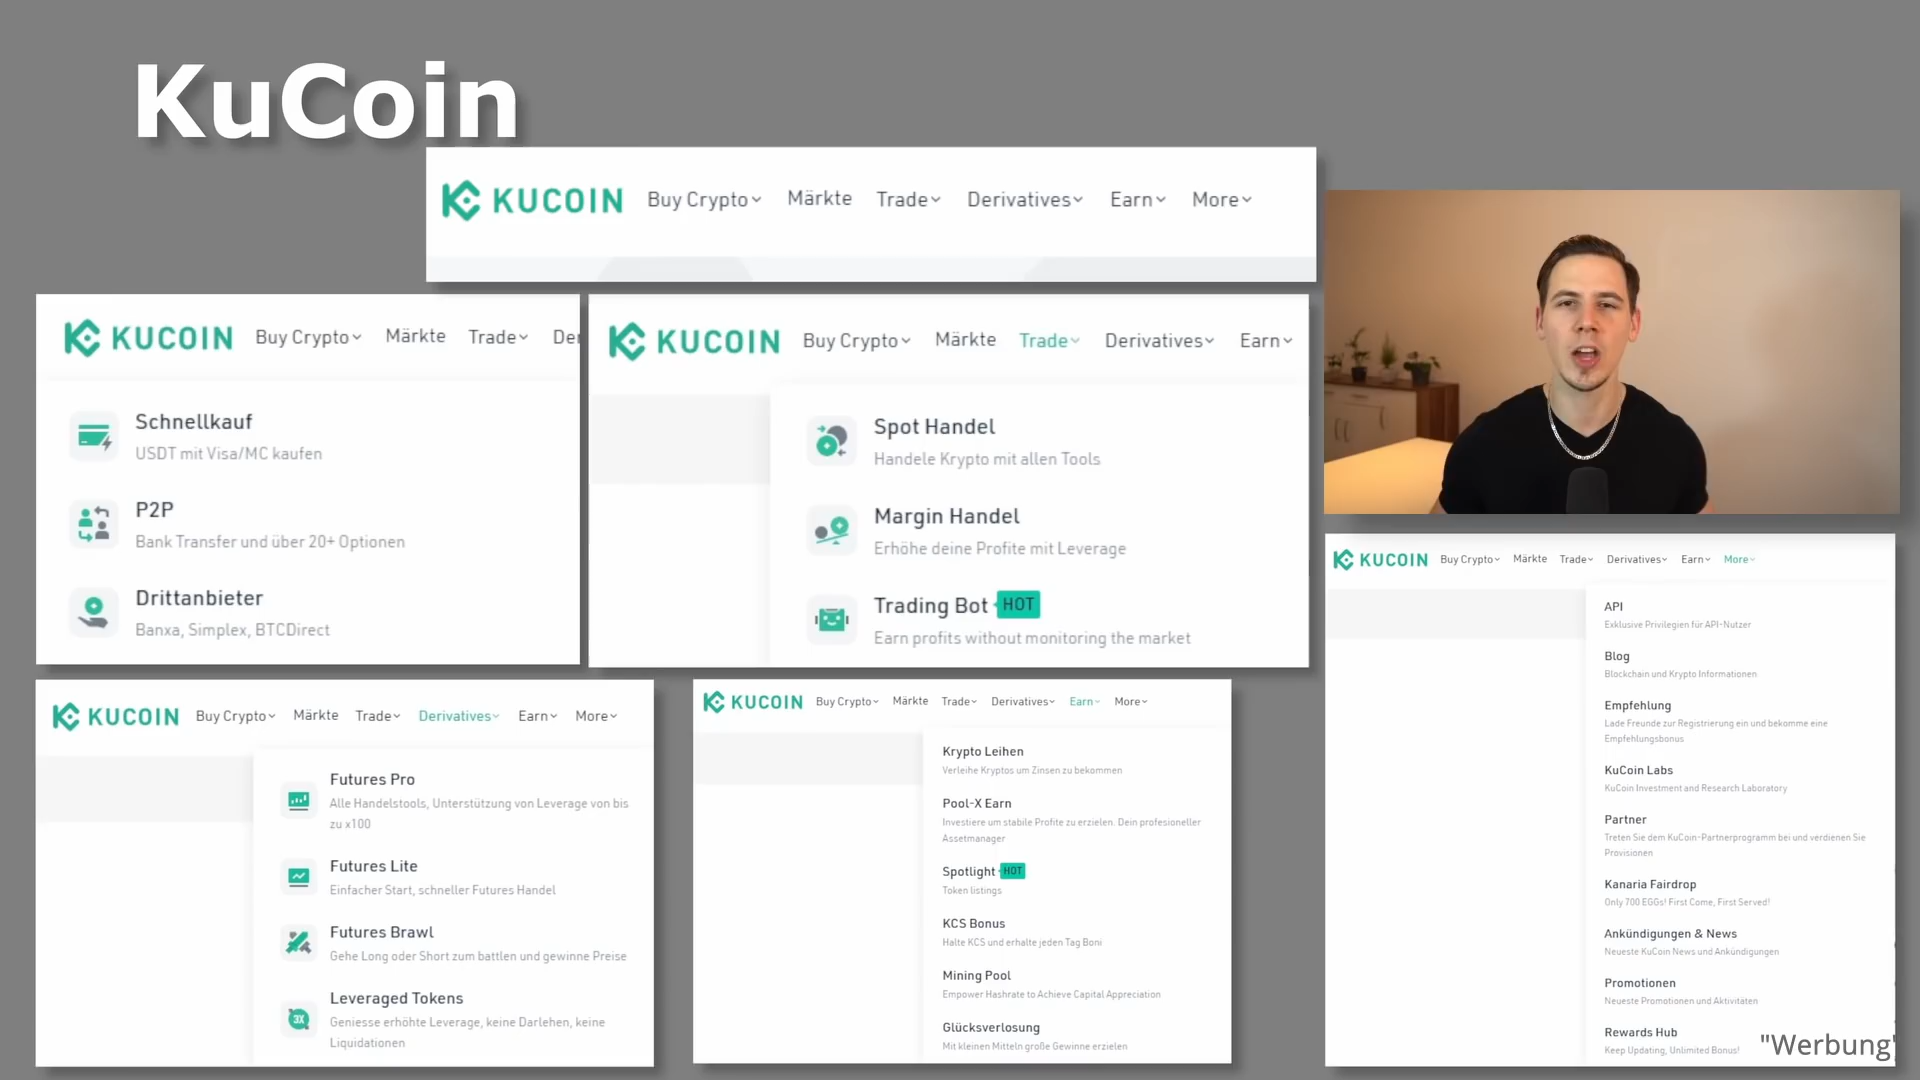 KuCoin
KUCOIN Buy Crypto Märkte Trade Derivatives Earn More
KUCOIN Buy Crypto Märkte Trade Der
Schnellkauf
USDT mit Visa/MC kaufen
P2P
Bank Transfer und über 20+ Optionen
Drittanbieter
Banxa, Simplex, BTCDirect
KUCOIN Buy Crypto Märkte Trade Derivatives Earn
Spot Handel
Handele Krypto mit allen Tools
Margin Handel
Erhöhe deine Profite mit Leverage
Trading Bot HOT
Earn profits without monitoring the market
KUCOIN Buy Crypto Märkte Trade Derivatives Earn More
Futures Pro
Alle Handelstools, Unterstützung von Leverage von bis
zu x100
Futures Lite
Einfacher Start, schneller Futures Handel
Futures Brawl
Gehe Long oder Short zum battlen und gewinne Preise
3X
Leveraged Tokens
Geniesse erhöhte Leverage, keine Darlehen, keine
Liquidationen
KUCOIN Buy Crypto Märkte Trade Derivatives Earn More
Krypto Leihen
Verleihe Kryptos um Zinsen zu bekommen
Pool-X Earn
Investiere um stabile Profite zu erzielen. Dein profesioneller
Assetmanager
Spotlight HOT
Token listings
KCS Bonus
Halte KCS und erhalte jeden Tag Boni
Mining Pool
Empower Hashrate to Achieve Capital Appreciation
Glücksverlosung
Mit kleinen Mitteln große Gewinne erzielen
KUCOIN Buy Crypto Märkte Trade Derivatives Earn More
API
Exklusive Privilegien für API-Nutzer
Blog
Blockchain und Krypto Informationen
Empfehlung
Lade Freunde zur Registrierung ein und bekomme eine
Empfehlungsbonus
KuCoin Labs
KuCoin Investment and Research Laboratory
Partner
Treten Sie dem KuCoin-Partnerprogramm bei und verdienen Sie
Provisionen
Kanaria Fairdrop
Only 700 EGGs! First Come, First Served!
Ankündigungen & News
Neueste KuCoin News und Ankündigungen
Promotionen
Neueste Promotionen und Aktivitäten
Rewards Hub
Keep Updating, Unlimited Bonus!
"Werbung"